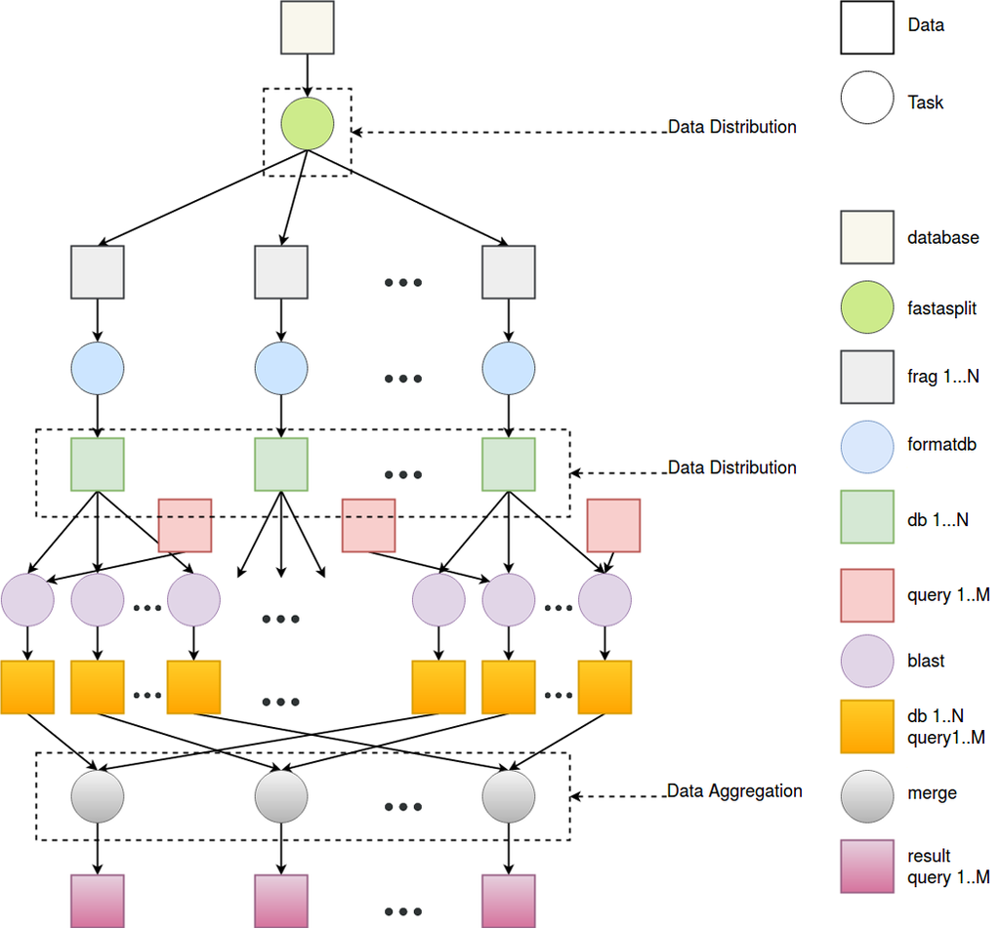 Data
Task
Data Distribution
database
fastasplit
frag 1...N
formatdb
Data Distribution
db 1...N
query 1..M
blast
db 1..N
query1..M
Data Aggregation
merge
result
query 1..M